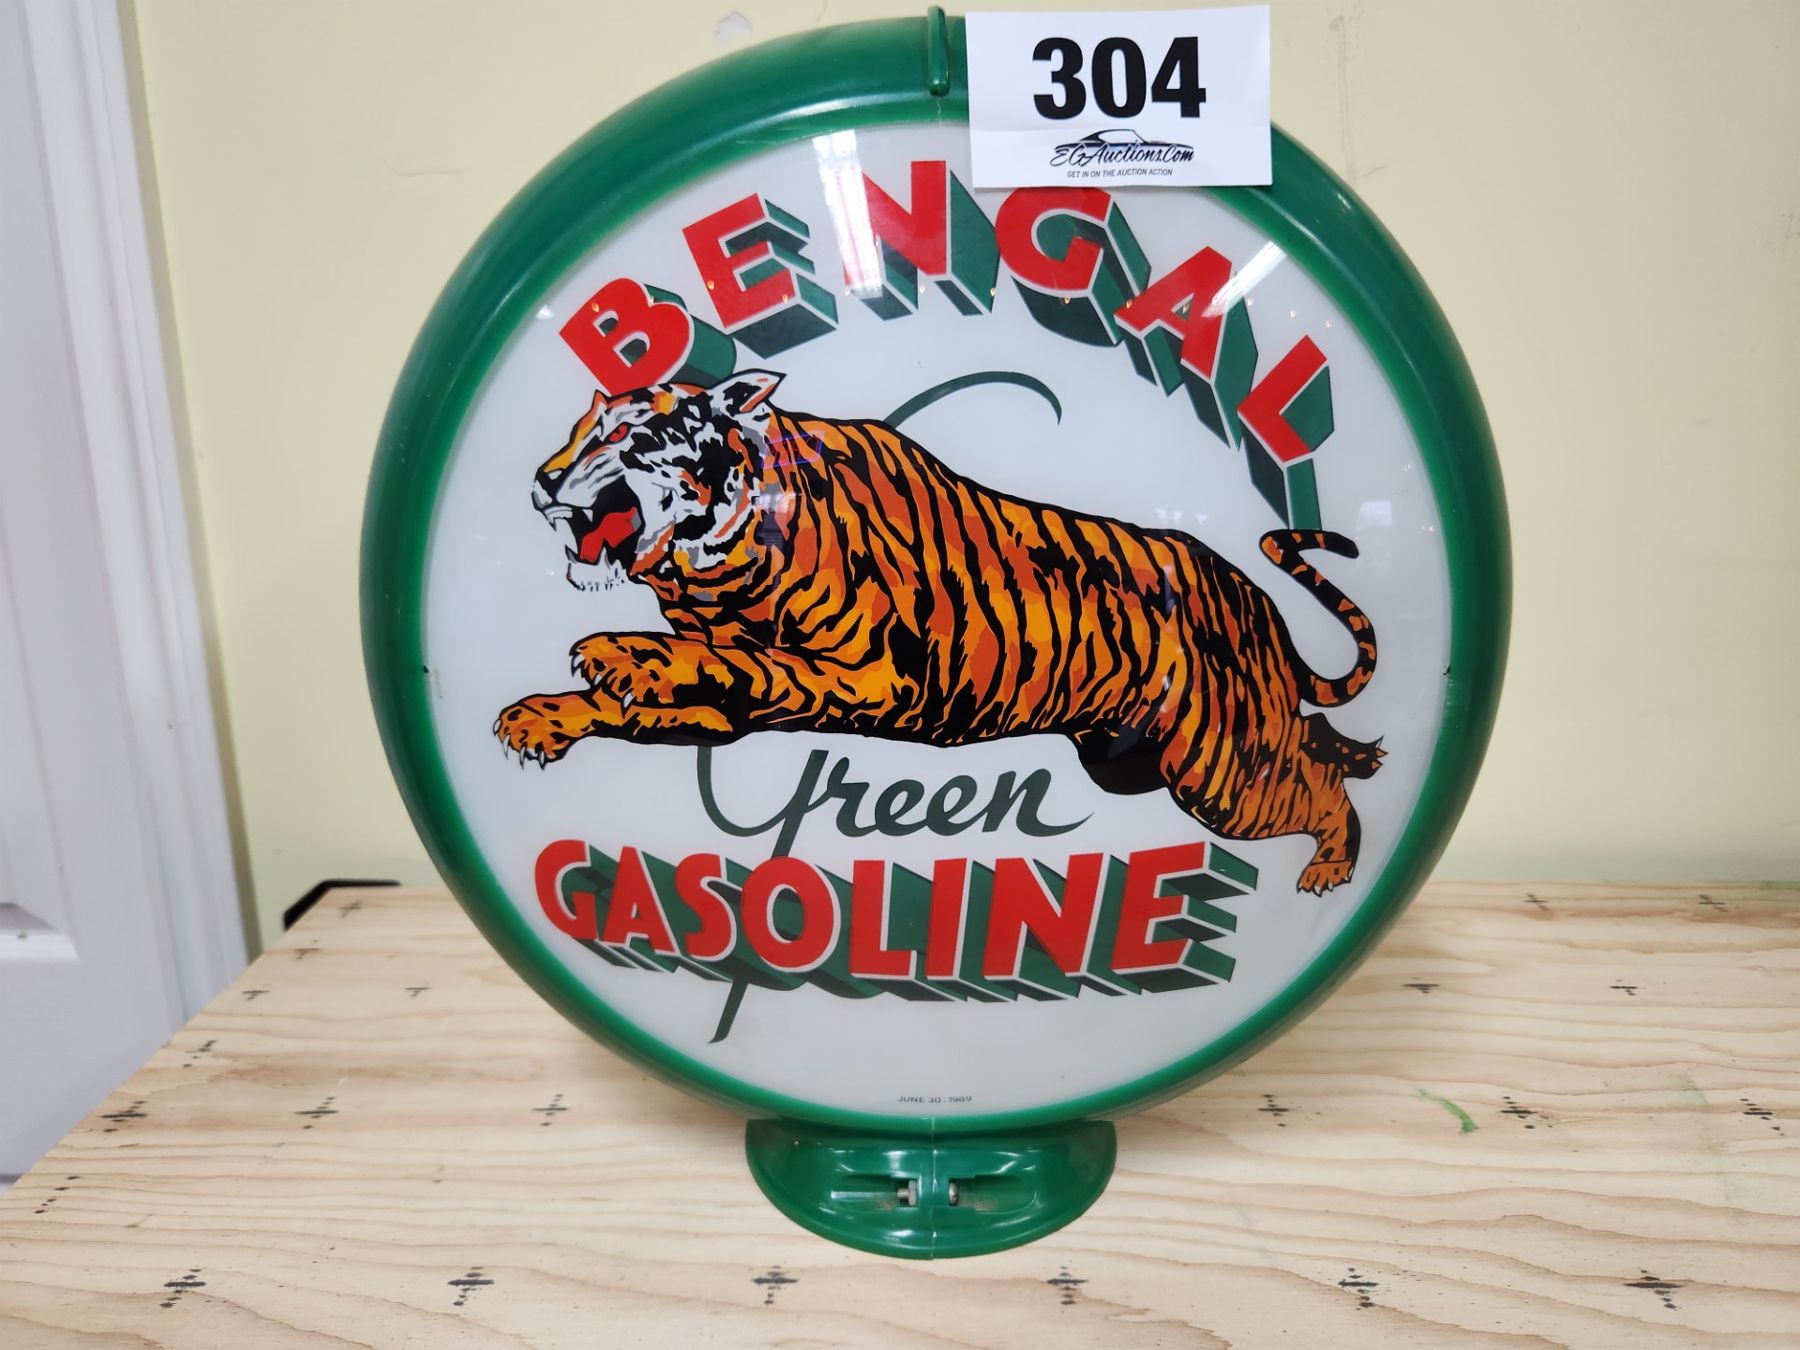 304
EGAuctions.Com
GET IN ON THE AUCTION ACTION
BENGAL
Green
GASOLINE
JUNE 30 . 1989